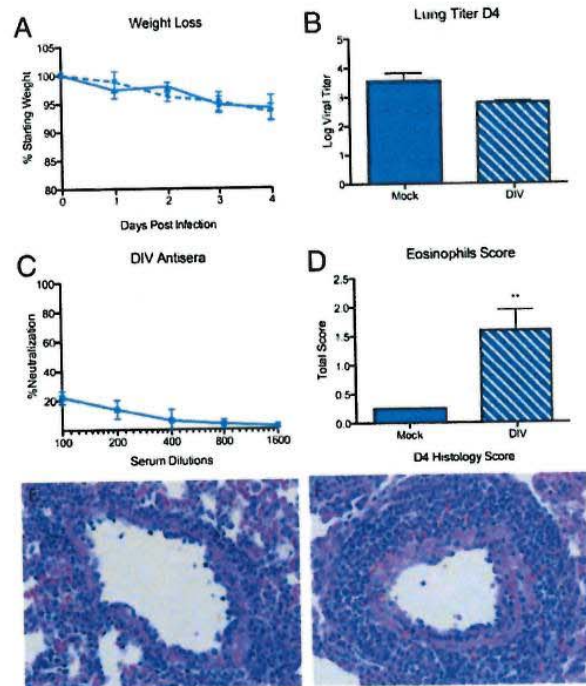 A
Weight Loss
% Starting Weight
105
100
95
90
85
80
0
1
2
3
4
Days Post Infection
B
Lung Titer D4
Log Viral Titer
5
4
3
2
1
0
Mock
DIV
C
DIV Antisera
%Neutralization
100
80
60
40
20
100
200
400
800
1600
Serum Dilutions
D
Eosinophils Score
Total Score
2.5
2.0
1.5
1.0
0.5
0.0
**
Mock
DIV
D4 Histology Score
E